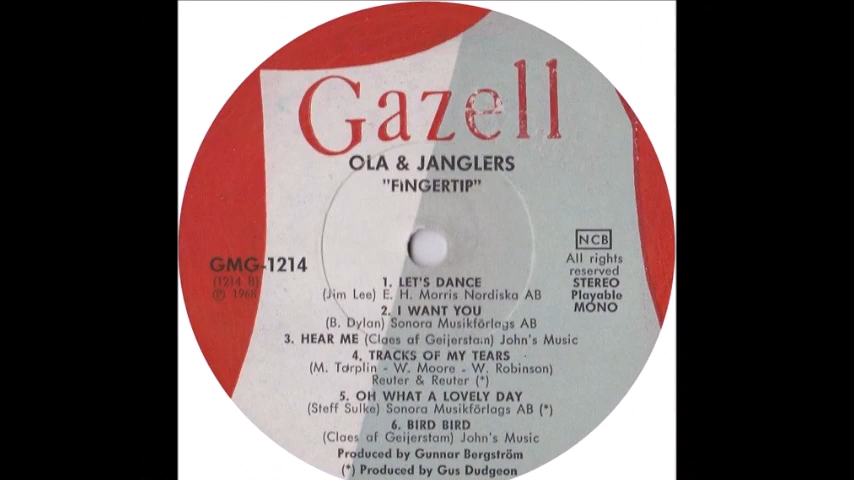 Gazell
OLA & JANGLERS
"FINGERTIP"
NCB
All rights
reserved
STEREO
Playable
MONO
GMG-1214
(1214 B)
℗ 1968
1. LET'S DANCE
(Jim Lee) E. H. Morris Nordiska AB
2. I WANT YOU
(B. Dylan) Sonora Musikförlags AB
3. HEAR ME (Claes af Geijerstam) John's Music
4. TRACKS OF MY TEARS
(M. Tarplin - W. Moore - W. Robinson)
Reuter & Reuter (*)
5. OH WHAT A LOVELY DAY
(Steff Sulke) Sonora Musikförlags AB (*)
6. BIRD BIRD
(Claes af Geijerstam) John's Music
Produced by Gunnar Bergström
(*) Produced by Gus Dudgeon